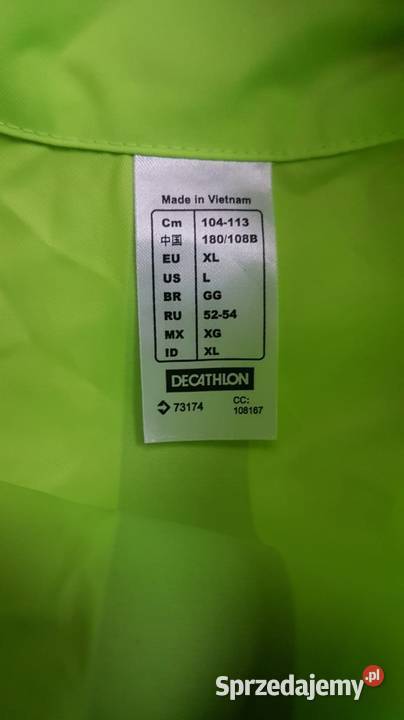 Made in Vietnam
Cm 104-113
中国 180/108B
EU XL
US L
BR GG
RU 52-54
MX XG
ID XL
DECATHLON
73174 CC: 108167
Sprzedajemy.pl